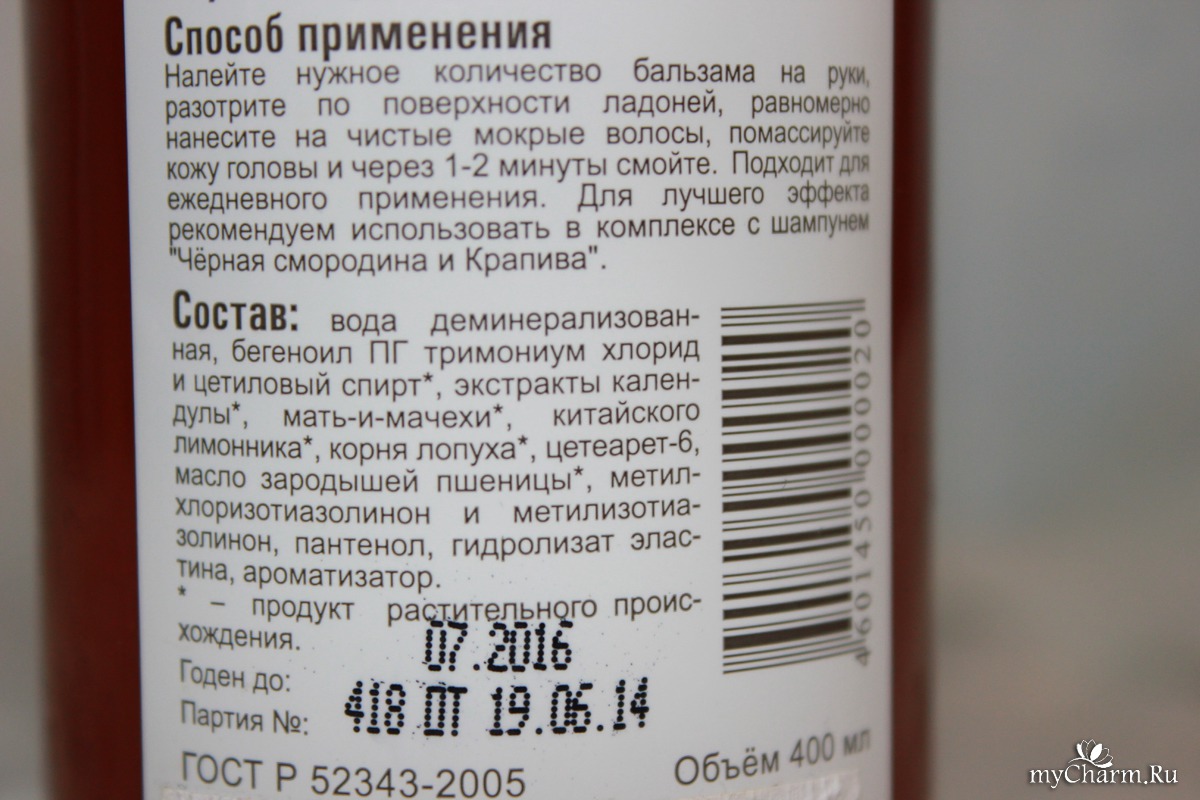 Способ применения
Налейте нужное количество бальзама на руки,
разотрите по поверхности ладоней, равномерно
нанесите на чистые мокрые волосы, помассируйте
кожу головы и через 1-2 минуты смойте. Подходит для
ежедневного применения. Для лучшего эффекта
рекомендуем использовать в комплексе с шампунем
"Чёрная смородина и Крапива".
Состав: вода деминерализован-
ная, бегеноил ПГ тримониум хлорид
и цетиловый спирт*, экстракты кален-
дулы*, мать-и-мачехи*, китайского
лимонника*, корня лопуха*, цетеарет-6,
масло зародышей пшеницы*, метил-
хлоризотиазолинон и метилизотиа-
золинон, пантенол, гидролизат элас-
тина, ароматизатор.
* – продукт растительного проис-
хождения.
Годен до: 07.2016
Партия №: 418 ПТ 19.06.14
ГОСТ Р 52343-2005
Объём 400 мл
4 601450 000020
myCharm.Ru